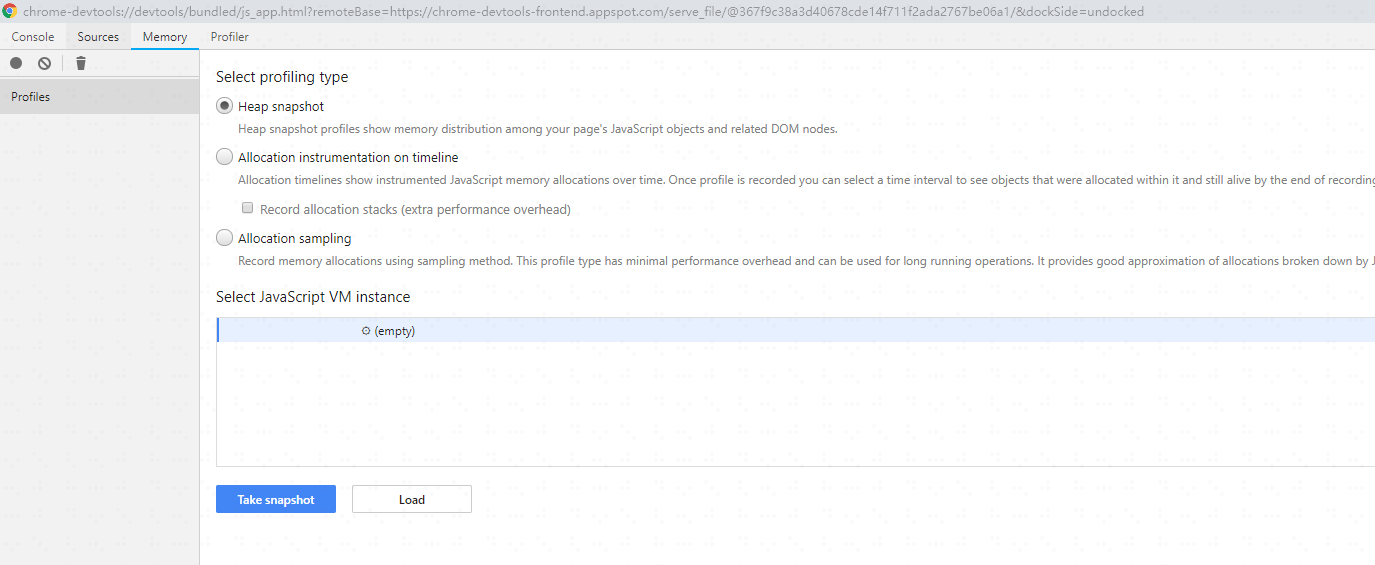 chrome-devtools://devtools/bundled/js_app.html?remoteBase=https://chrome-devtools-frontend.appspot.com/serve_file/@367f9c38a3d40678cde14f711f2ada2767be06a1/&dockSide=undocked
Console Sources Memory Profiler
Profiles
Select profiling type
Heap snapshot
Heap snapshot profiles show memory distribution among your page's JavaScript objects and related DOM nodes.
Allocation instrumentation on timeline
Allocation timelines show instrumented JavaScript memory allocations over time. Once profile is recorded you can select a time interval to see objects that were allocated within it and still alive by the end of recording
Record allocation stacks (extra performance overhead)
Allocation sampling
Record memory allocations using sampling method. This profile type has minimal performance overhead and can be used for long running operations. It provides good approximation of allocations broken down by J
Select JavaScript VM instance
(empty)
Take snapshot Load